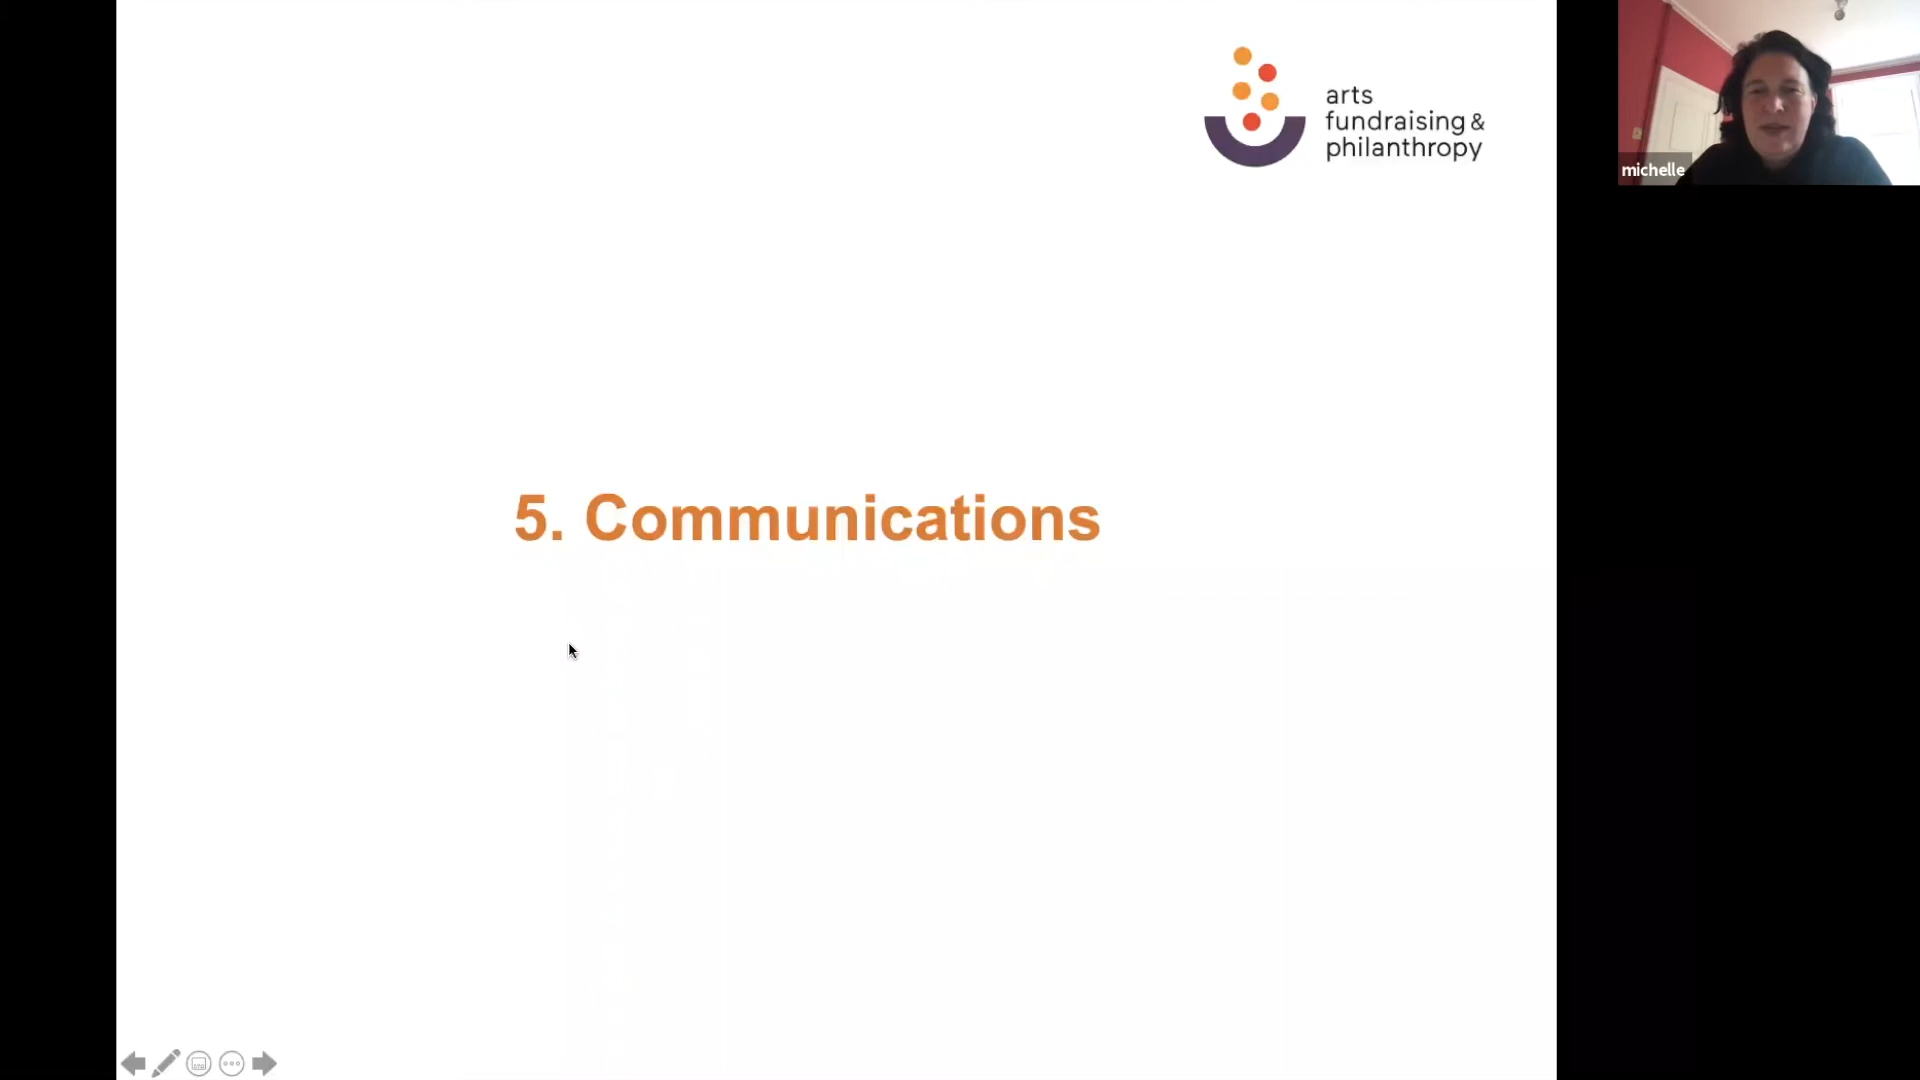 arts
fundraising &
philanthropy
michelle
5. Communications